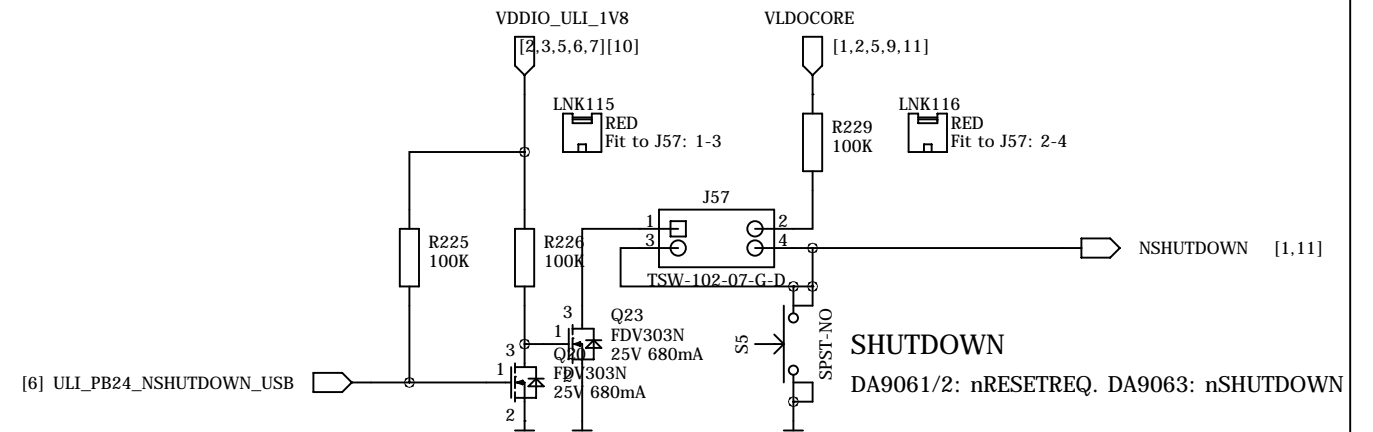 VDDIO_ULI_1V8
VLDOCORE
[2,3,5,6,7][10]
[1,2,5,9,11]
LNK115
RED
Fit to J57: 1-3
LNK116
RED
Fit to J57: 2-4
R229
100K
J57
1
2
3
4
TSW-102-07-G-D
NSHUTDOWN [1,11]
R225
100K
R226
100K
3
1
2
Q23
FDV303N
25V 680mA
3
1
2
Q20
FDV303N
25V 680mA
S5
SPST-NO
SHUTDOWN
DA9061/2: nRESETREQ. DA9063: nSHUTDOWN
[6] ULI_PB24_NSHUTDOWN_USB